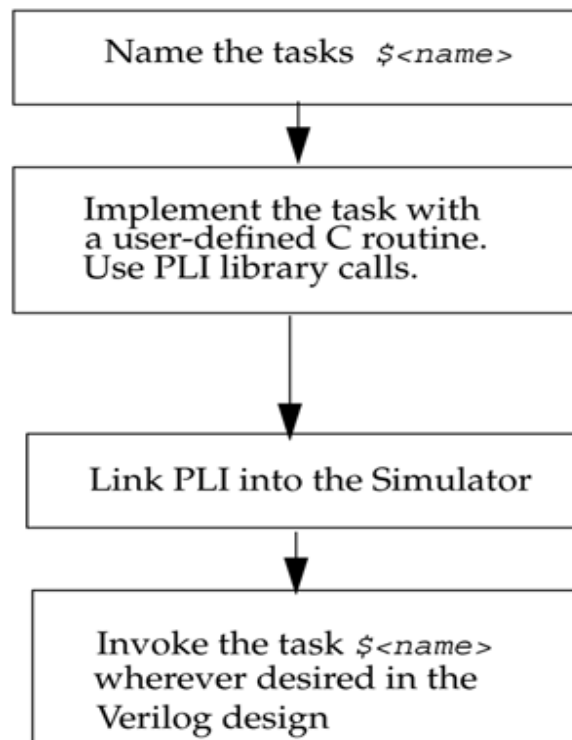 Name the tasks $<name>
Implement the task with
a user-defined C routine.
Use PLI library calls.
Link PLI into the Simulator
Invoke the task $<name>
wherever desired in the
Verilog design